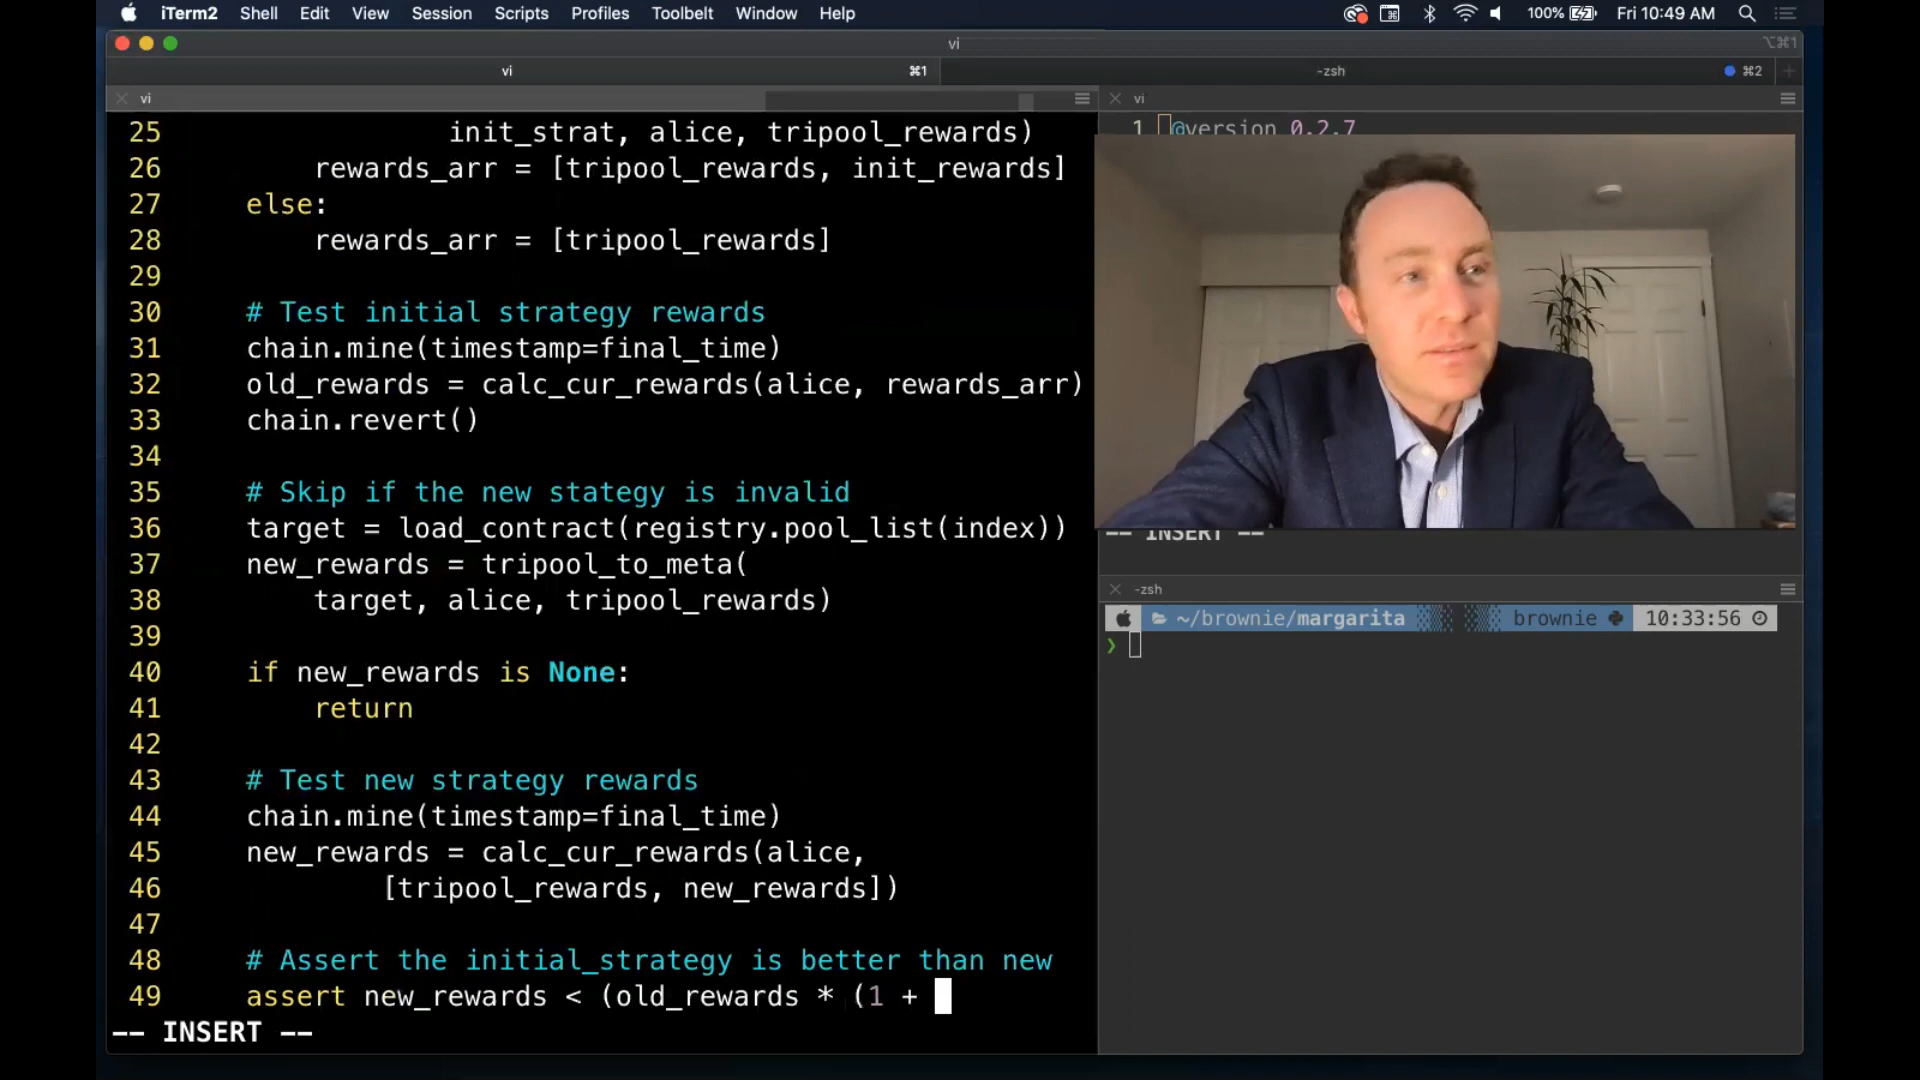 iTerm2 Shell Edit View Session Scripts Profiles Toolbelt Window Help 100% Fri 10:49 AM
vi ⌥⌘1
vi ⌘1 -zsh ⌘2
vi
25 init_strat, alice, tripool_rewards)
26 rewards_arr = [tripool_rewards, init_rewards]
27 else:
28 rewards_arr = [tripool_rewards]
29
30 # Test initial strategy rewards
31 chain.mine(timestamp=final_time)
32 old_rewards = calc_cur_rewards(alice, rewards_arr)
33 chain.revert()
34
35 # Skip if the new stategy is invalid
36 target = load_contract(registry.pool_list(index))
37 new_rewards = tripool_to_meta(
38 target, alice, tripool_rewards)
39
40 if new_rewards is None:
41 return
42
43 # Test new strategy rewards
44 chain.mine(timestamp=final_time)
45 new_rewards = calc_cur_rewards(alice,
46 [tripool_rewards, new_rewards])
47
48 # Assert the initial_strategy is better than new
49 assert new_rewards < (old_rewards * (1 +
-- INSERT --
vi
1 @version 0.2.7
-- INSERT --
-zsh
~/brownie/margarita brownie 10:33:56
❯